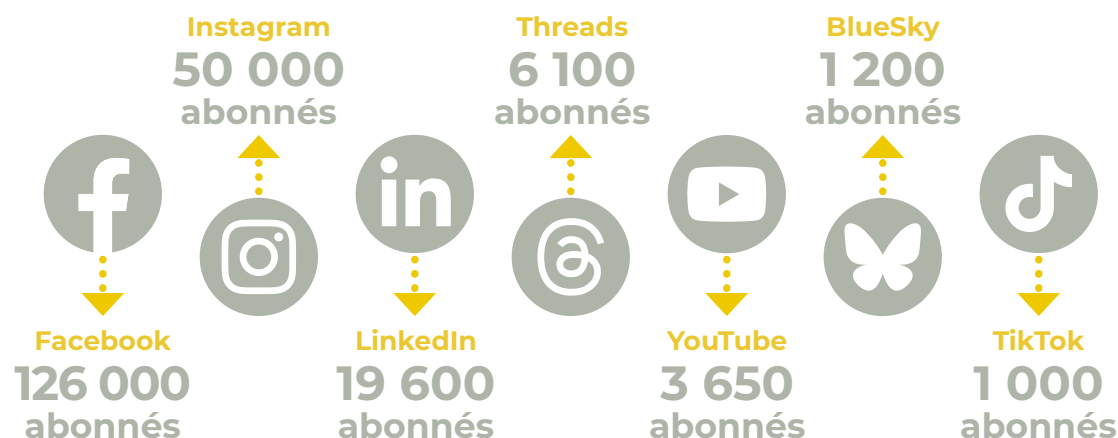 Instagram
50 000
abonnés
Threads
6 100
abonnés
BlueSky
1 200
abonnés
Facebook
126 000
abonnés
LinkedIn
19 600
abonnés
YouTube
3 650
abonnés
TikTok
1 000
abonnés